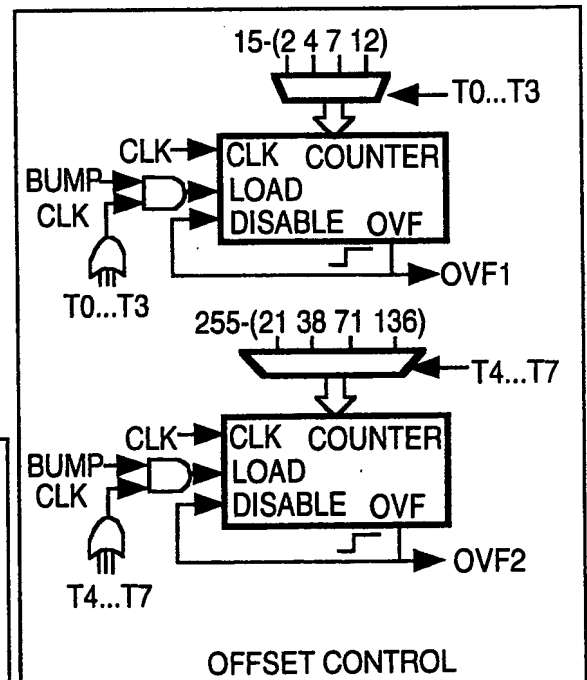 15-(2 4 7 12)
T0...T3
CLK
CLK COUNTER
BUMP
LOAD
CLK
DISABLE OVF
OVF1
T0...T3
255-(21 38 71 136)
T4...T7
CLK
CLK COUNTER
BUMP
LOAD
CLK
DISABLE OVF
OVF2
T4...T7
OFFSET CONTROL